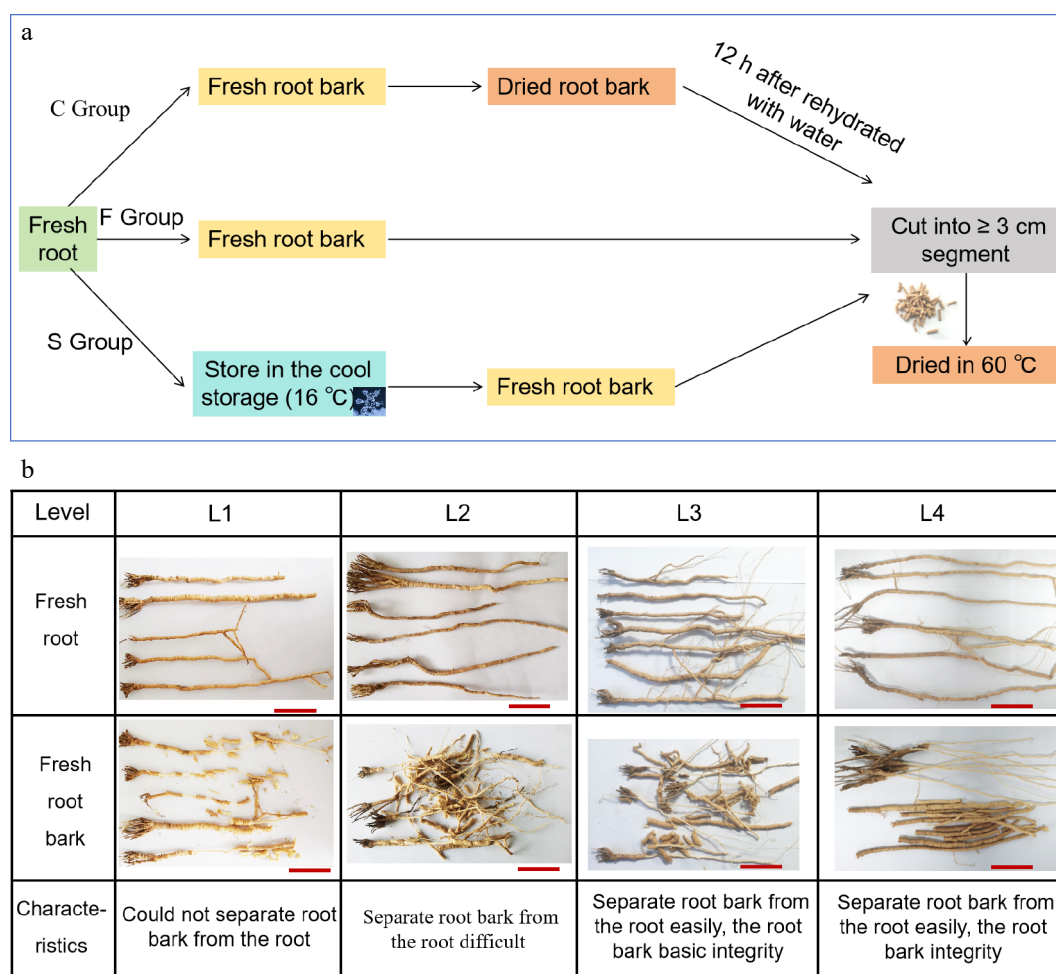 a
C Group
Fresh root bark
Dried root bark
12 h after rehydrated
with water
Fresh
root
F Group
Fresh root bark
Cut into ≥ 3 cm
segment
S Group
Store in the cool
storage (16 ℃)
Fresh root bark
Dried in 60 ℃
b
Level
L1
L2
L3
L4
Fresh
root
Fresh
root
bark
Characte-
ristics
Could not separate root
bark from the root
Separate root bark from
the root difficult
Separate root bark from
the root easily, the root
bark basic integrity
Separate root bark from
the root easily, the root
bark integrity